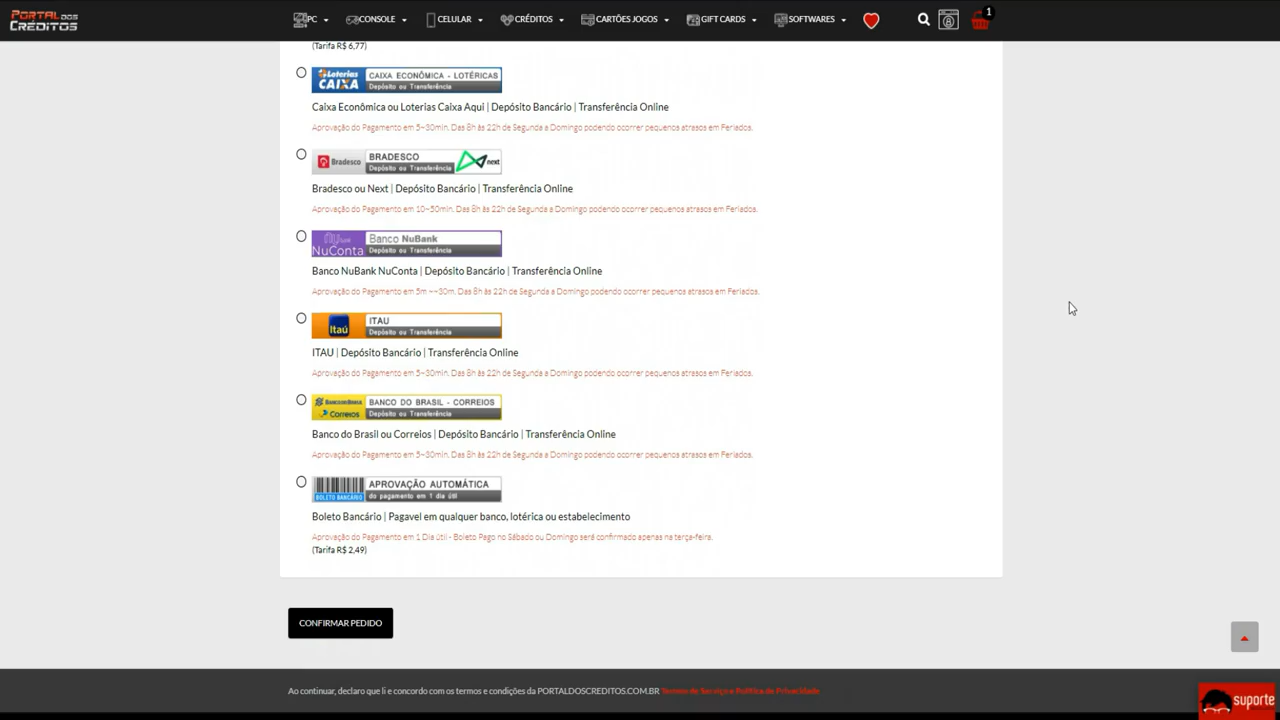 PORTAL DOS
CRÉDITOS
PC
CONSOLE
CELULAR
CRÉDITOS
CARTÕES JOGOS
GIFT CARDS
SOFTWARES
1
(Tarifa R$ 6,77)
Loterias
CAIXA
CAIXA ECONÔMICA - LOTÉRICAS
Depósito ou Transferência
Caixa Econômica ou Loterias Caixa Aqui | Depósito Bancário | Transferência Online
Aprovação do Pagamento em 5~30min. Das 8h às 22h de Segunda a Domingo podendo ocorrer pequenos atrasos em Feriados.
Bradesco
BRADESCO
Depósito ou Transferência
next
Bradesco ou Next | Depósito Bancário | Transferência Online
Aprovação do Pagamento em 10~50min. Das 8h às 22h de Segunda a Domingo podendo ocorrer pequenos atrasos em Feriados.
NuConta
Banco NuBank
Depósito ou Transferência
Banco NuBank NuConta | Depósito Bancário | Transferência Online
Aprovação do Pagamento em 5m ~~30m. Das 8h às 22h de Segunda a Domingo podendo ocorrer pequenos atrasos em Feriados.
Itaú
ITAU
Depósito ou Transferência
ITAU | Depósito Bancário | Transferência Online
Aprovação do Pagamento em 5~30min. Das 8h às 22h de Segunda a Domingo podendo ocorrer pequenos atrasos em Feriados.
BANCO DO BRASIL
Correios
BANCO DO BRASIL - CORREIOS
Depósito ou Transferência
Banco do Brasil ou Correios | Depósito Bancário | Transferência Online
Aprovação do Pagamento em 5~30min. Das 8h às 22h de Segunda a Domingo podendo ocorrer pequenos atrasos em Feriados.
BOLETO BANCÁRIO
APROVAÇÃO AUTOMÁTICA
do pagamento em 1 dia útil
Boleto Bancário | Pagavel em qualquer banco, lotérica ou estabelecimento
Aprovação do Pagamento em 1 Dia útil - Boleto Pago no Sábado ou Domingo será confirmado apenas na terça-feira.
(Tarifa R$ 2,49)
CONFIRMAR PEDIDO
Ao continuar, declaro que li e concordo com os termos e condições da PORTALDOSCREDITOS.COM.BR Termos de Serviço e Política de Privacidade
suporte